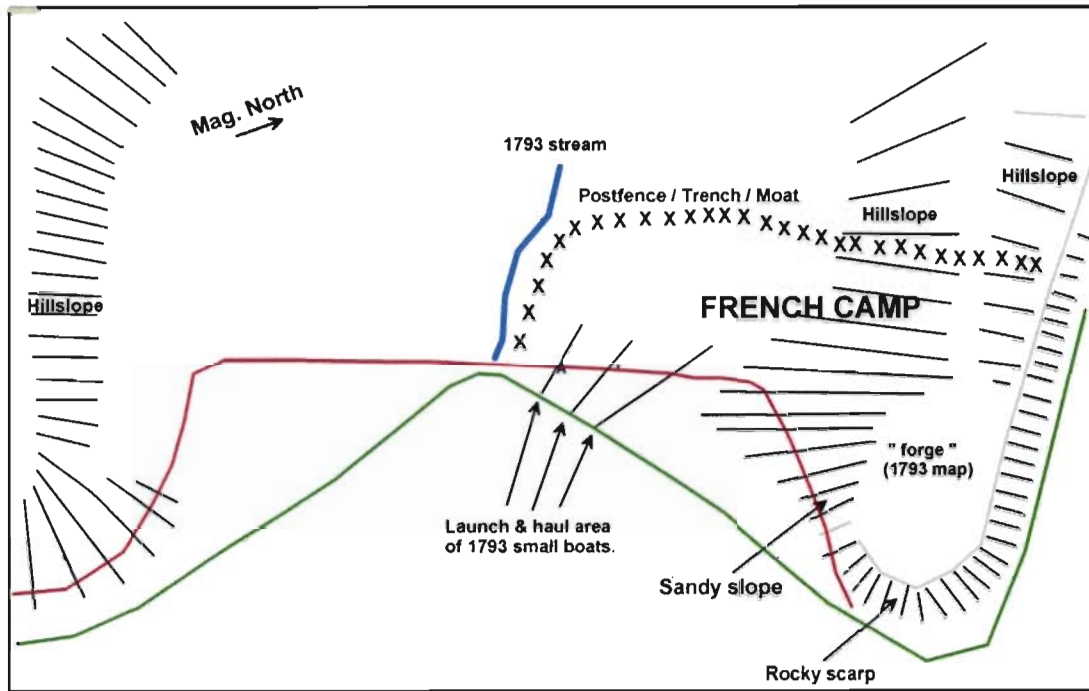 Mag. North
1793 stream
Postfence / Trench / Moat
X X X X X X X X X X X X X X X X X X X X X X X X X X X X X X
Hillslope
Hillslope
Hillslope
FRENCH CAMP
" forge "
(1793 map)
Launch & haul area
of 1793 small boats.
Sandy slope
Rocky scarp